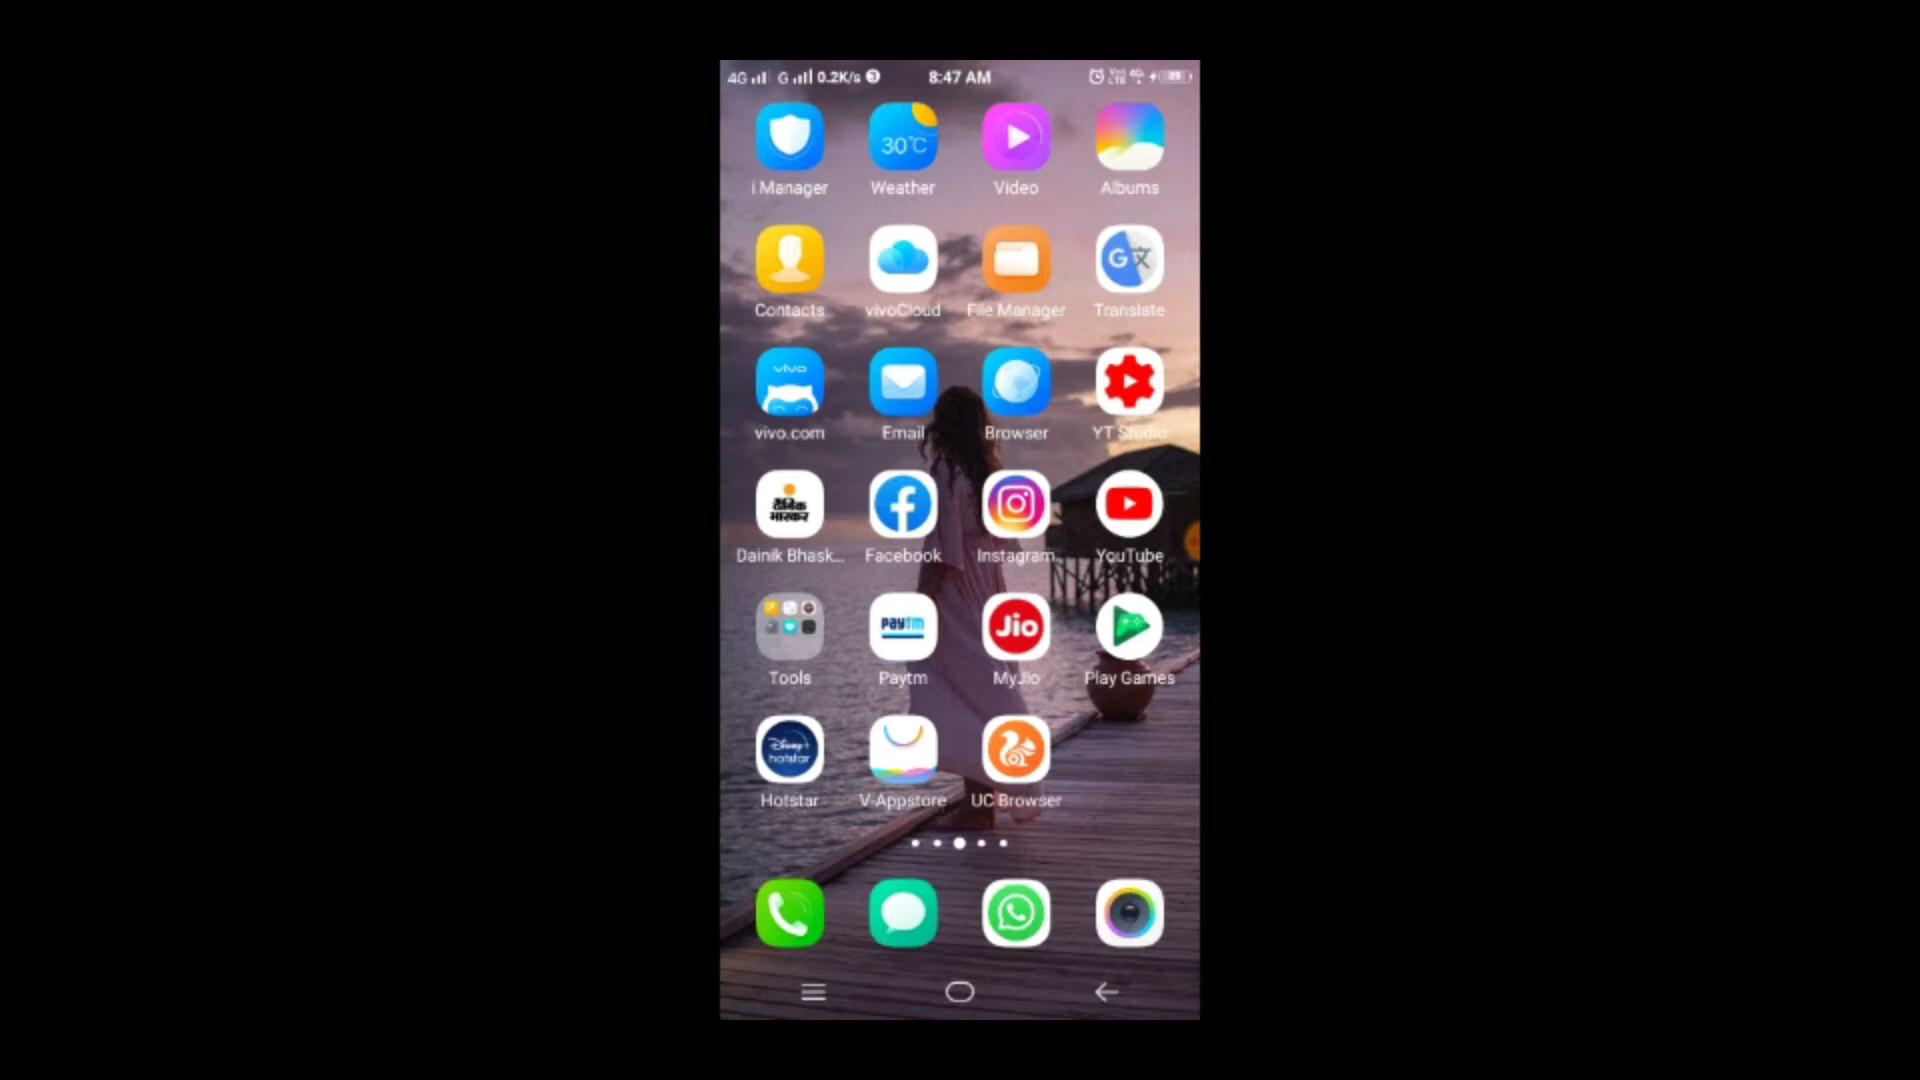 4G G 0.2K/s 8:47 AM
30°C
i Manager Weather Video Albums
G 文
Contacts vivoCloud File Manager Translate
vivo
vivo.com Email Browser YT Studio
दैनिक
भास्कर
Dainik Bhask... Facebook Instagram YouTube
paytm Jio
Tools Paytm MyJio Play Games
Disney+
hotstar
Hotstar V-Appstore UC Browser